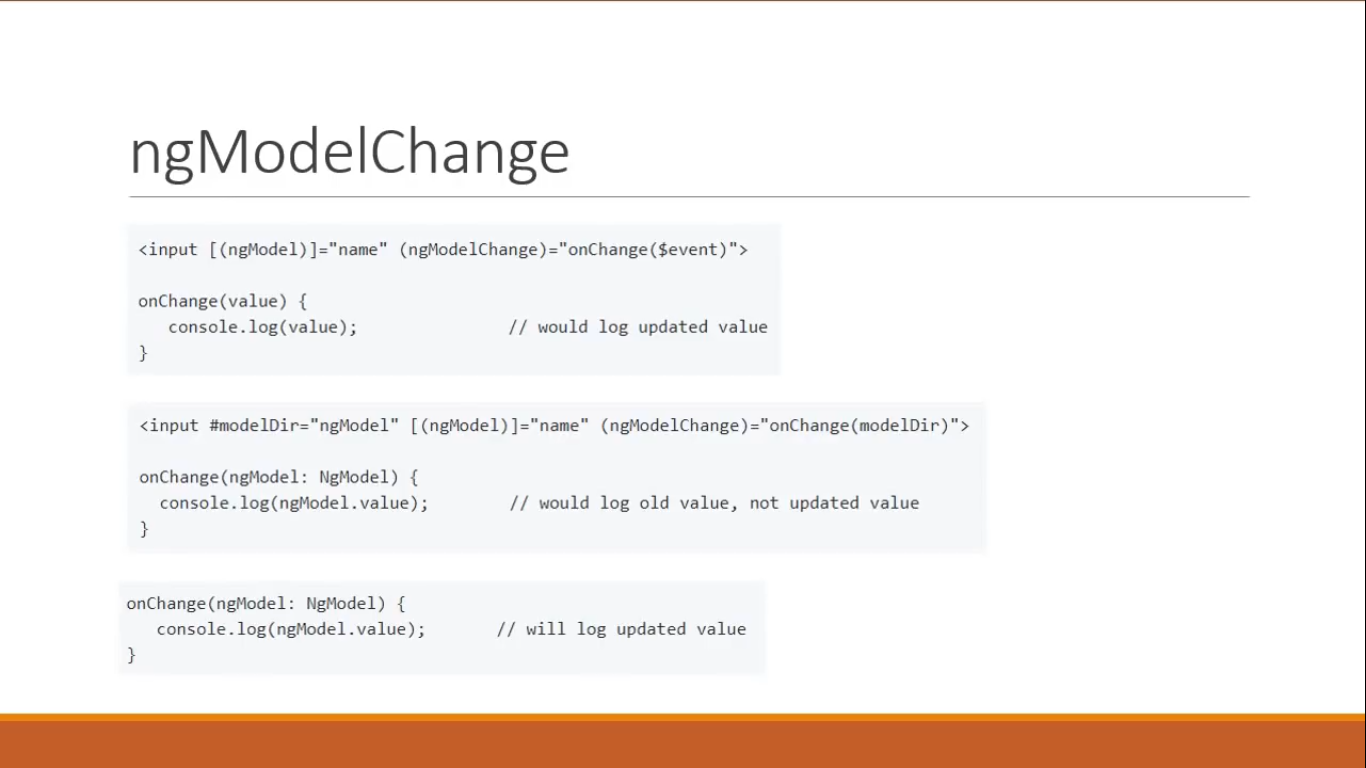 ngModelChange
<input [(ngModel)]="name" (ngModelChange)="onChange($event)">
onChange(value) {
console.log(value); // would log updated value
}
<input #modelDir="ngModel" [(ngModel)]="name" (ngModelChange)="onChange(modelDir)">
onChange(ngModel: NgModel) {
console.log(ngModel.value); // would log old value, not updated value
}
onChange(ngModel: NgModel) {
console.log(ngModel.value); // will log updated value
}